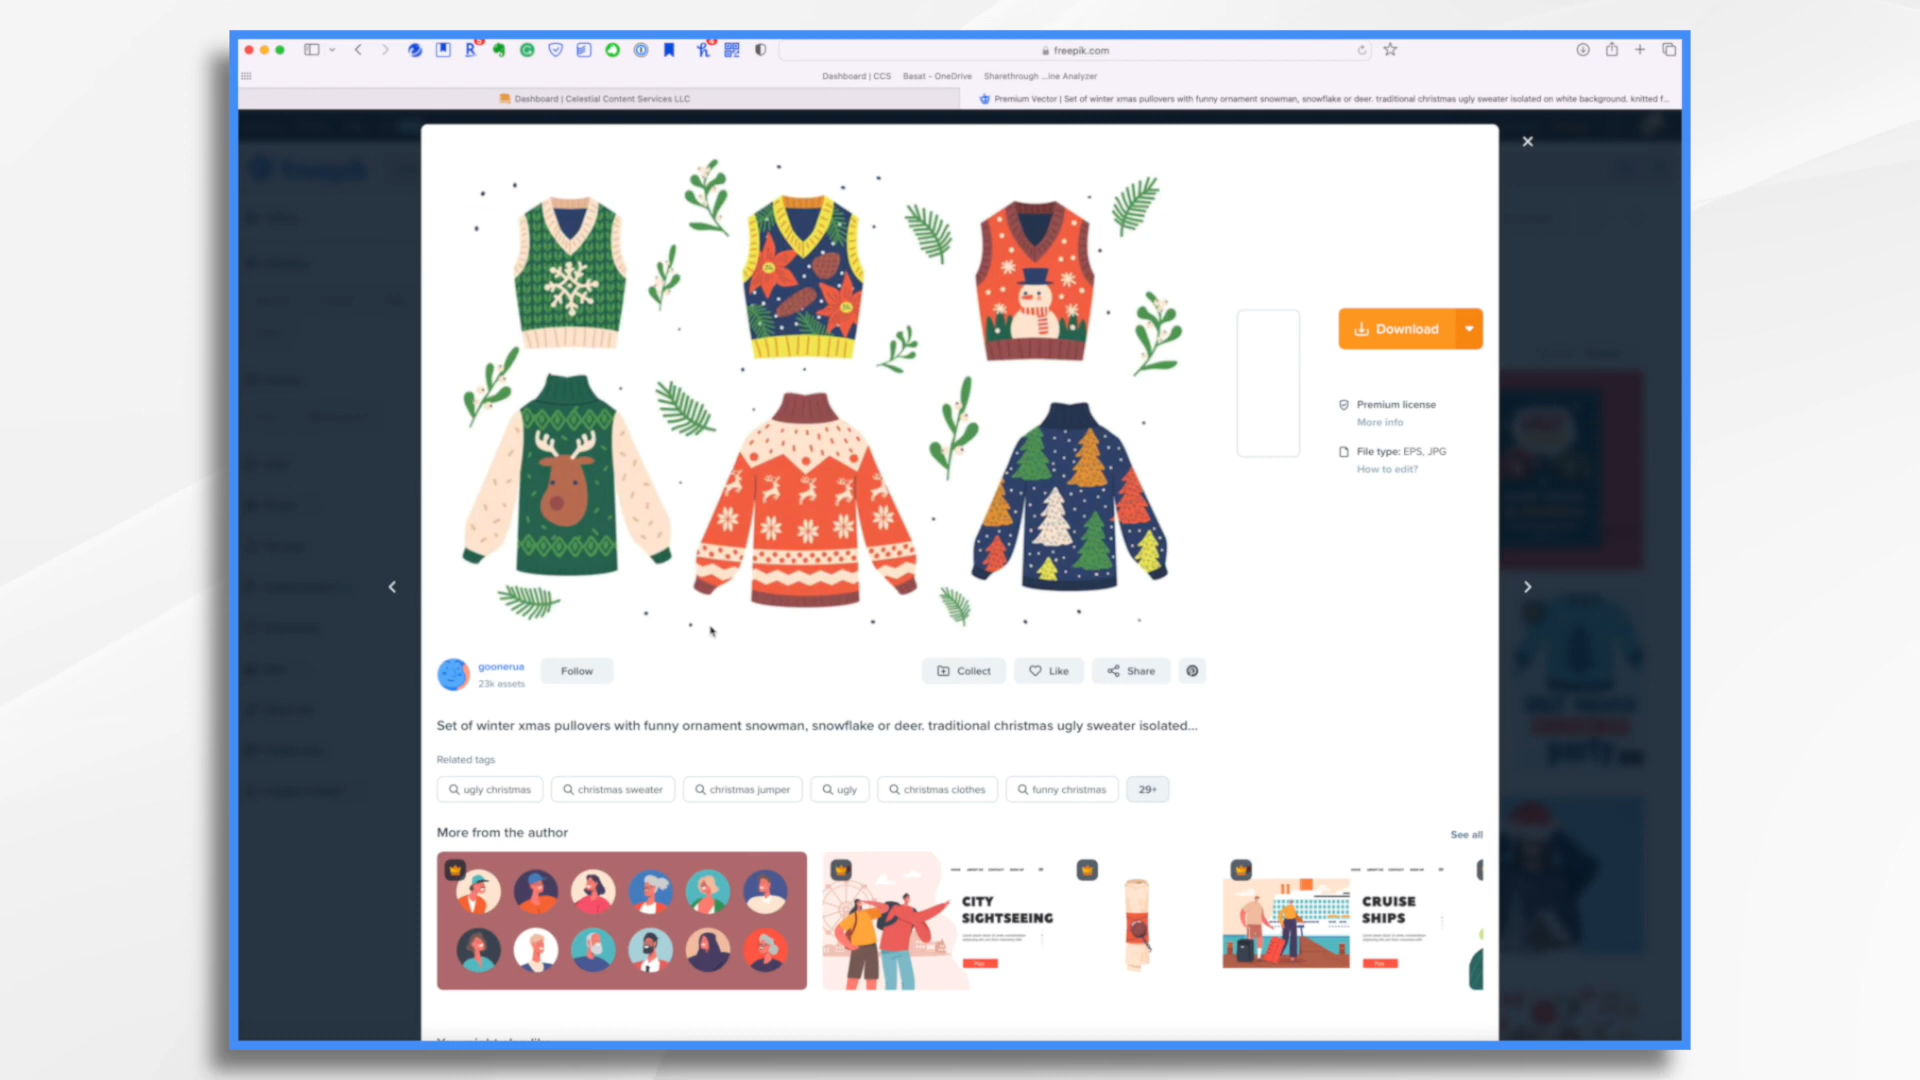 freepik.com
Dashboard | CCS Basat - OneDrive Sharethrough ...ine Analyzer
Dashboard | Celestial Content Services LLC
Premium Vector | Set of winter xmas pullovers with funny ornament snowman, snowflake or deer. traditional christmas ugly sweater isolated on white background. knitted f...
Download
Premium license
More info
File type: EPS, JPG
How to edit?
goonerua
23k assets
Follow
Collect
Like
Share
Set of winter xmas pullovers with funny ornament snowman, snowflake or deer. traditional christmas ugly sweater isolated...
Related tags
ugly christmas
christmas sweater
christmas jumper
ugly
christmas clothes
funny christmas
29+
More from the author
See all
CITY
SIGHTSEEING
CRUISE
SHIPS